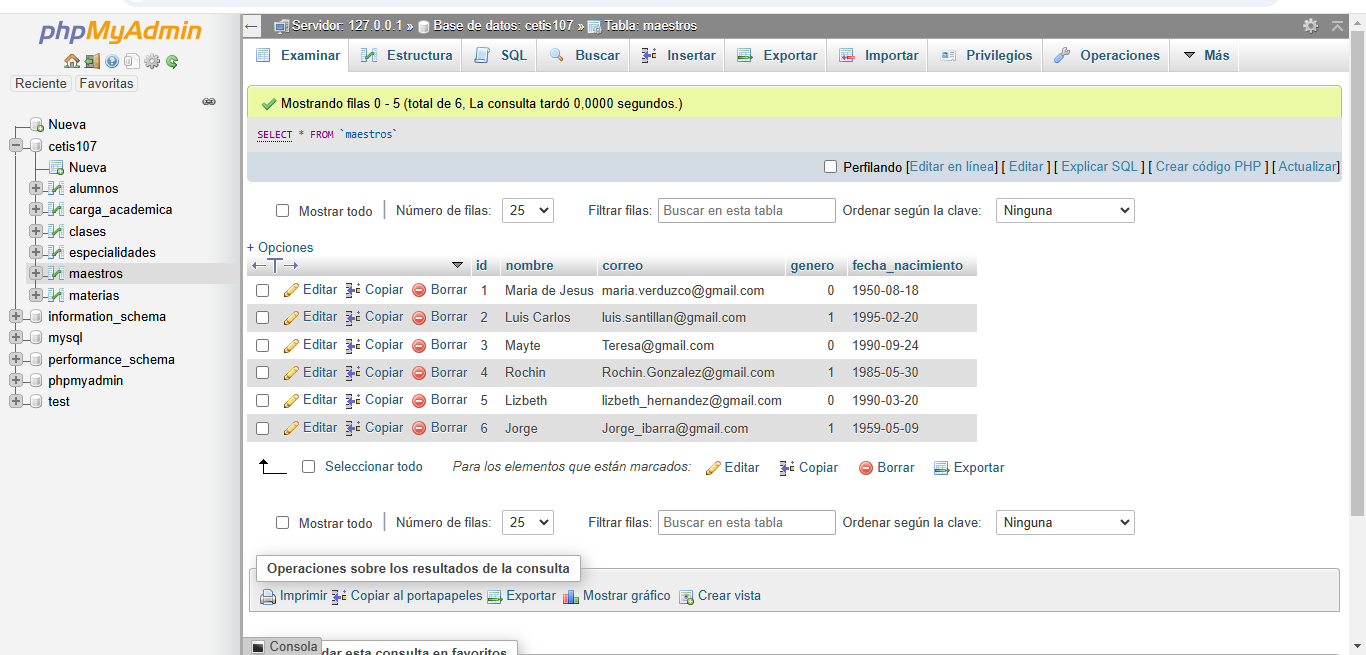 phpMyAdmin
Reciente Favoritas
Nueva
cetis107
Nueva
alumnos
carga_academica
clases
especialidades
maestros
materias
information_schema
mysql
performance_schema
phpmyadmin
test
Servidor: 127.0.0.1 » Base de datos: cetis107 » Tabla: maestros
Examinar Estructura SQL Buscar Insertar Exportar Importar Privilegios Operaciones Más
Mostrando filas 0 - 5 (total de 6, La consulta tardó 0,0000 segundos.)
SELECT * FROM `maestros`
Perfilando [Editar en línea] [ Editar ] [ Explicar SQL ] [ Crear código PHP ] [ Actualizar]
Mostrar todo Número de filas: 25 Filtrar filas: Buscar en esta tabla Ordenar según la clave: Ninguna
+ Opciones
←T→ id nombre correo genero fecha_nacimiento
Editar Copiar Borrar 1 Maria de Jesus maria.verduzco@gmail.com 0 1950-08-18
Editar Copiar Borrar 2 Luis Carlos luis.santillan@gmail.com 1 1995-02-20
Editar Copiar Borrar 3 Mayte Teresa@gmail.com 0 1990-09-24
Editar Copiar Borrar 4 Rochin Rochin.Gonzalez@gmail.com 1 1985-05-30
Editar Copiar Borrar 5 Lizbeth lizbeth_hernandez@gmail.com 0 1990-03-20
Editar Copiar Borrar 6 Jorge Jorge_ibarra@gmail.com 1 1959-05-09
Seleccionar todo Para los elementos que están marcados: Editar Copiar Borrar Exportar
Mostrar todo Número de filas: 25 Filtrar filas: Buscar en esta tabla Ordenar según la clave: Ninguna
Operaciones sobre los resultados de la consulta
Imprimir Copiar al portapapeles Exportar Mostrar gráfico Crear vista
Consola dar esta consulta en favoritos